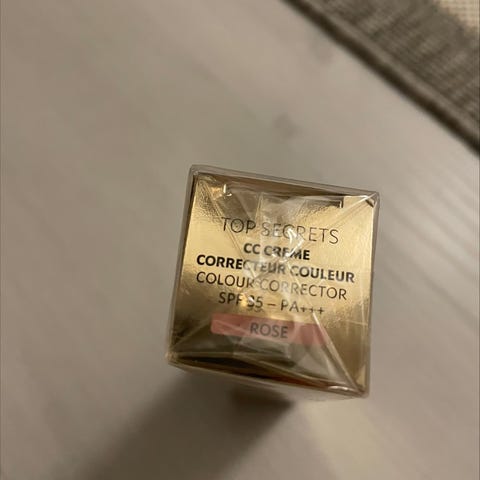 TOP SECRETS
CC CREME
CORRECTEUR COULEUR
COLOUR CORRECTOR
SPF 35 – PA+++
ROSE